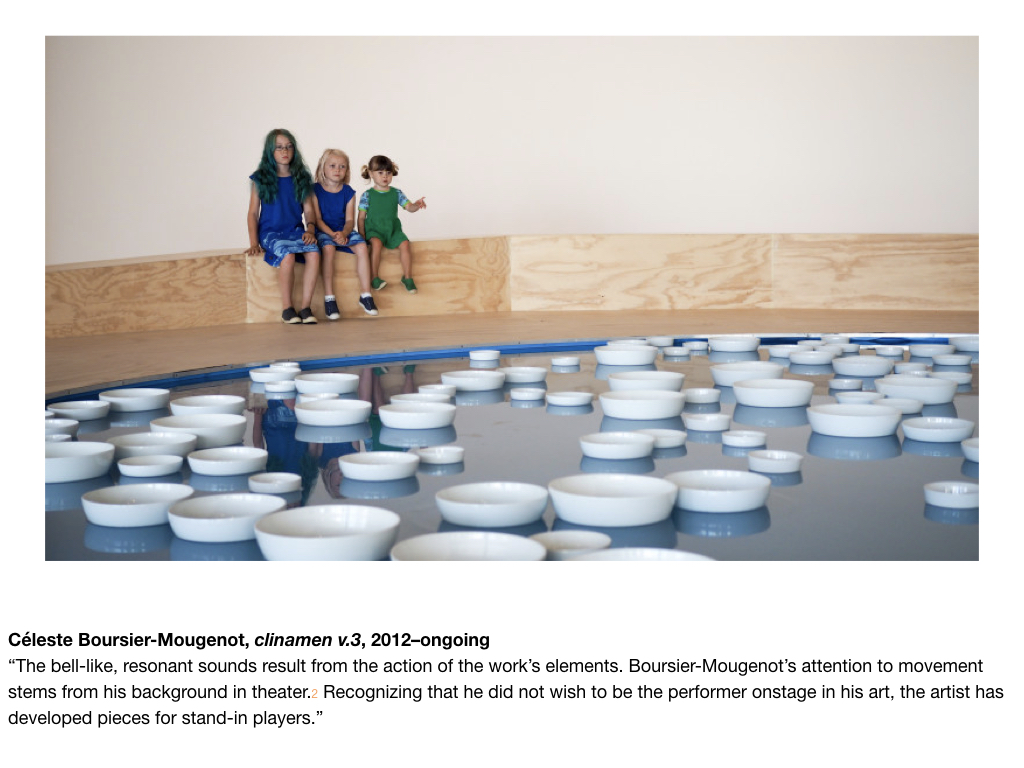 Céleste Boursier-Mougenot, clinamen v.3, 2012–ongoing
“The bell-like, resonant sounds result from the action of the work’s elements. Boursier-Mougenot’s attention to movement
stems from his background in theater.2 Recognizing that he did not wish to be the performer onstage in his art, the artist has
developed pieces for stand-in players.”